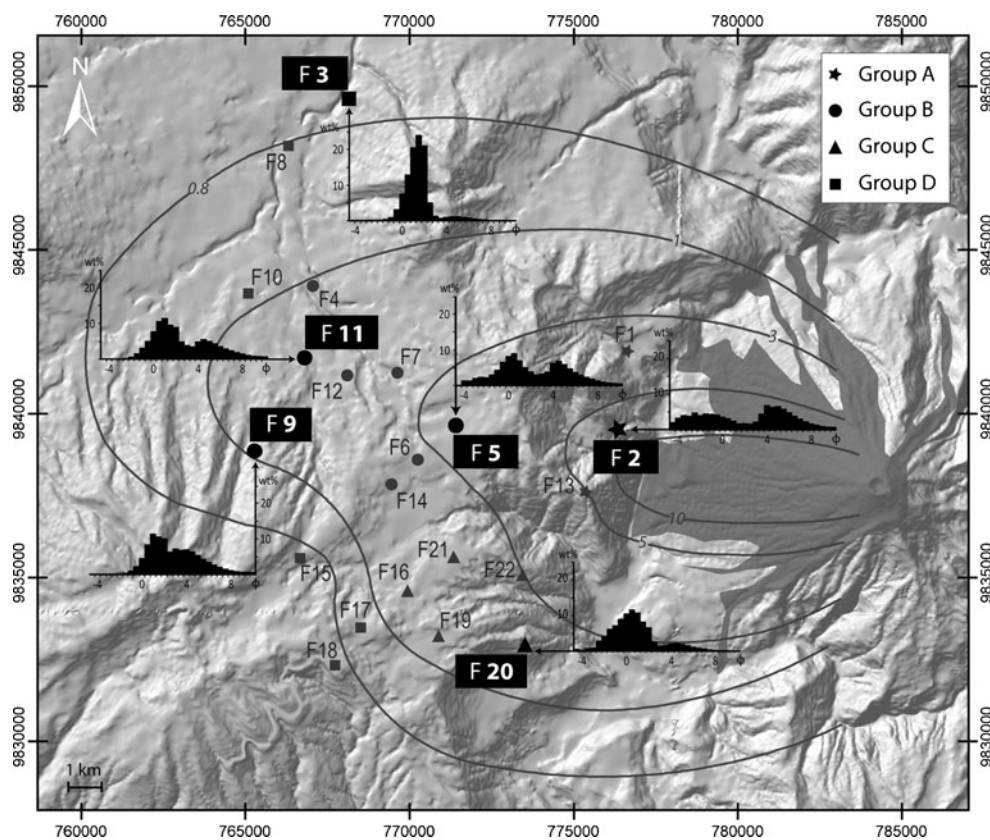 760000 765000 770000 775000 780000 785000
9850000 9850000
N
F 3
Group A
Group B
Group C
Group D
wt%
20
10
-4 0 4 8 Φ
F8
0.8
9845000 9845000
1
F10
F4
wt%
20
10
-4 0 4 8 Φ
F 11
F12
F7
wt%
20
10
-4 0 4 8 Φ
3
F1
wt%
20
10
-4 0 4 8 Φ
9840000 9840000
F 9
F 5
F 2
F6
F14
F13
10
5
wt%
20
10
-4 0 4 8 Φ
9835000 9835000
F15
F21
F22
F16
wt%
20
10
-4 0 4 8 Φ
F17
F19
F18
F 20
9830000 9830000
1 km
760000 765000 770000 775000 780000 785000